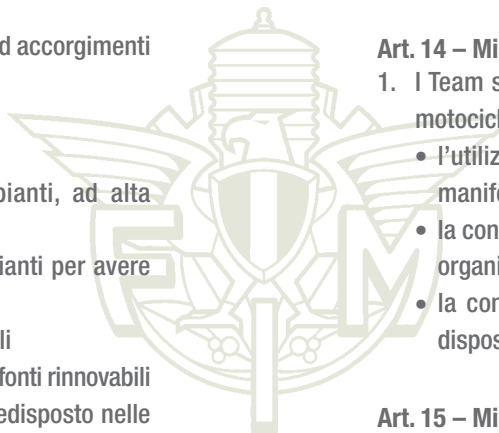 d accorgimenti
pianti, ad alta
ianti per avere
li
fonti rinnovabili
edisposto nelle
Art. 14 – Mi
1. I Team s
motocicl
• l'utiliz
manife
• la con
organi
• la con
dispos
Art. 15 – Mi
F M